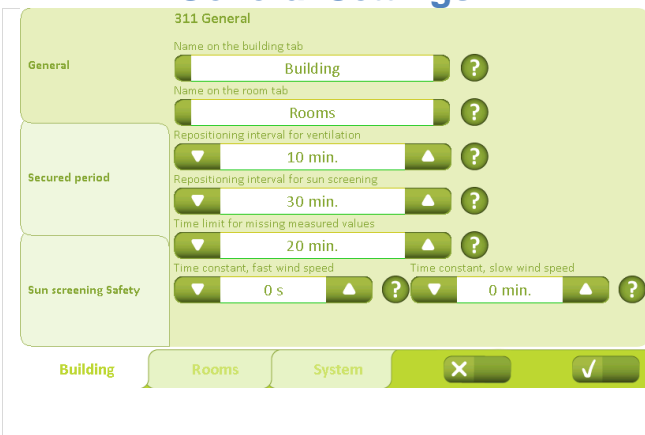 311 General
General
Name on the building tab
Building ?
Name on the room tab
Rooms ?
Repositioning interval for ventilation
10 min. ?
Secured period
Repositioning interval for sun screening
30 min. ?
Time limit for missing measured values
20 min. ?
Time constant, fast wind speed Time constant, slow wind speed
Sun screening Safety
0 s ? 0 min. ?
Building Rooms System